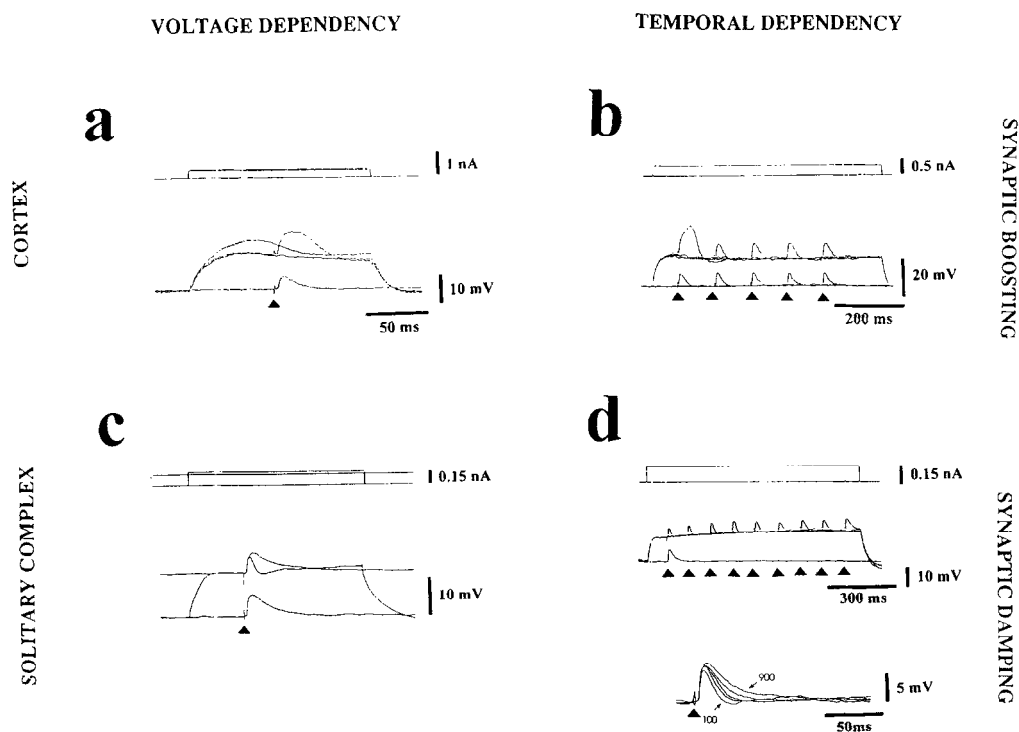 VOLTAGE DEPENDENCY
TEMPORAL DEPENDENCY
CORTEX
SYNAPTIC BOOSTING
a
1 nA
10 mV
50 ms
b
0.5 nA
20 mV
200 ms
SOLITARY COMPLEX
SYNAPTIC DAMPING
c
0.15 nA
10 mV
d
0.15 nA
10 mV
300 ms
900
100
5 mV
50ms